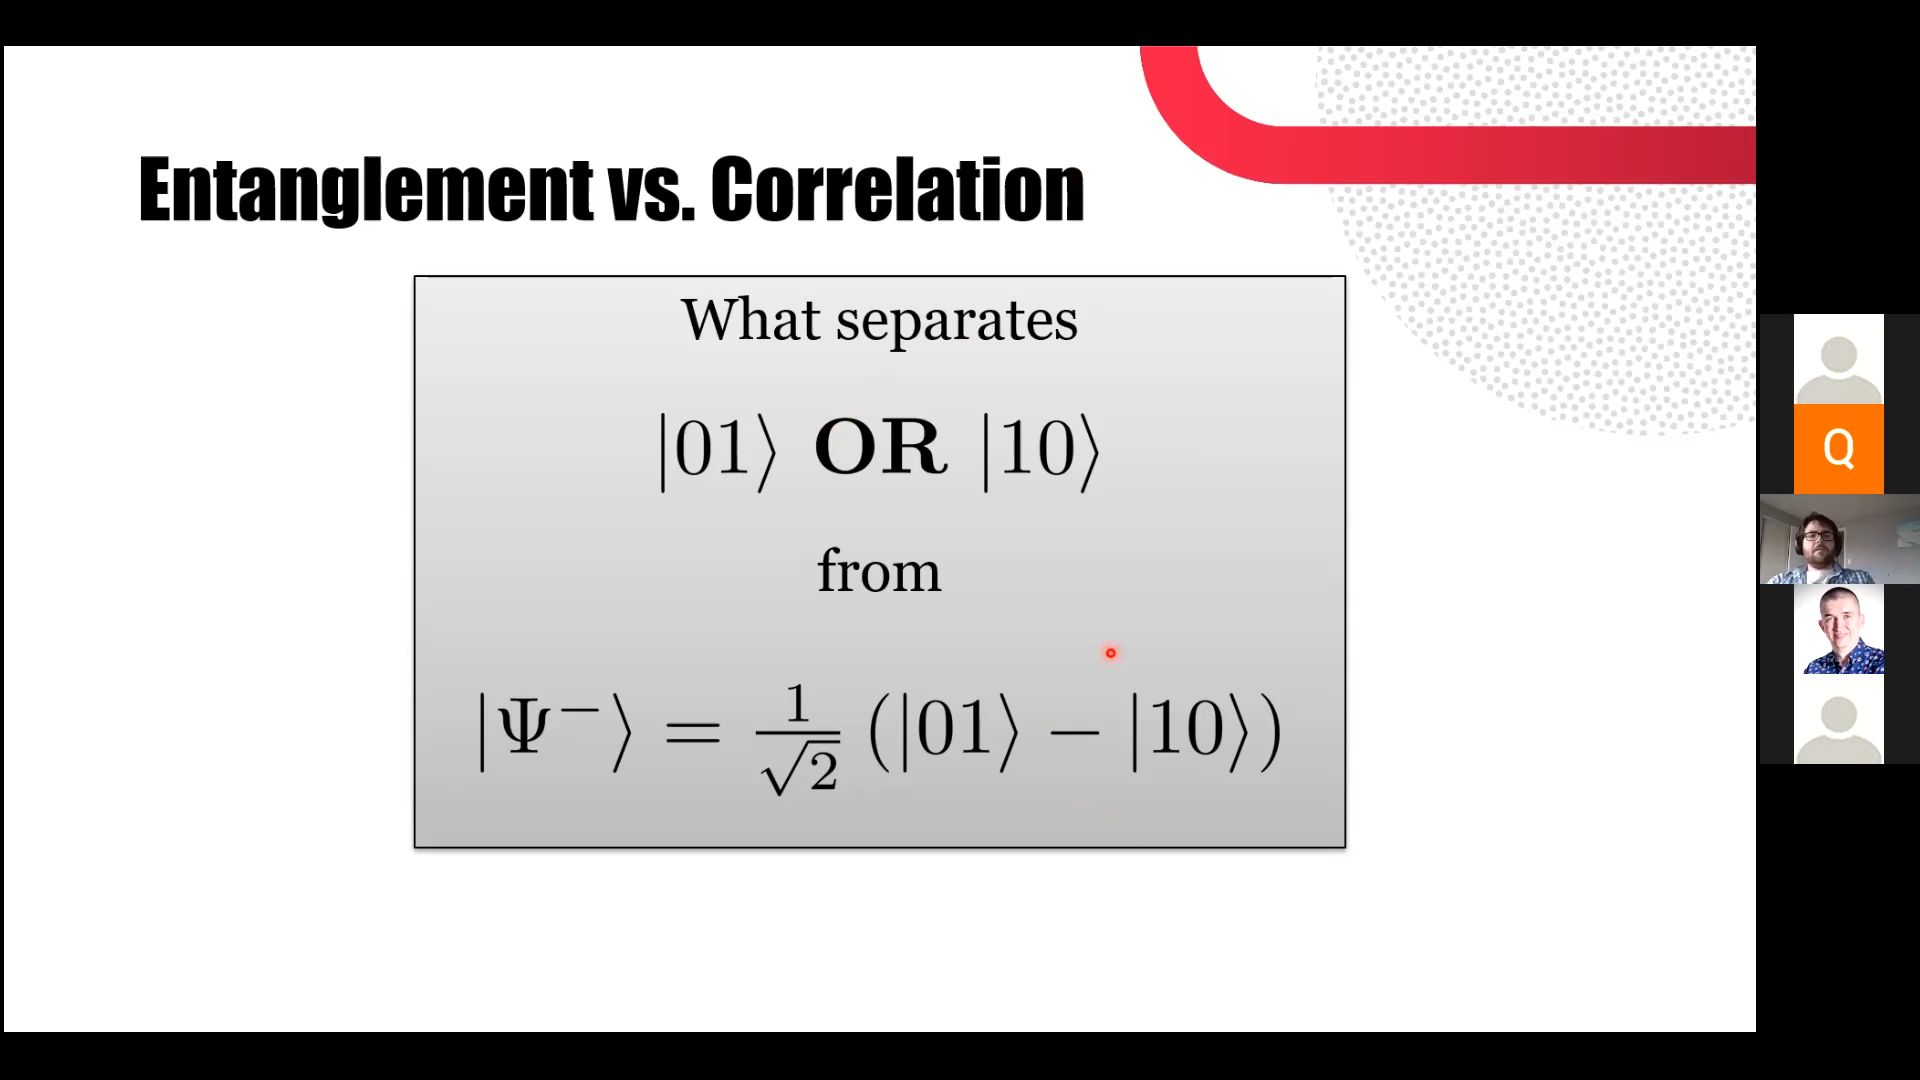 Entanglement vs. Correlation
What separates
|01⟩ OR |10⟩
from
|Ψ⁻⟩ = 1/√2 (|01⟩ − |10⟩)
Q